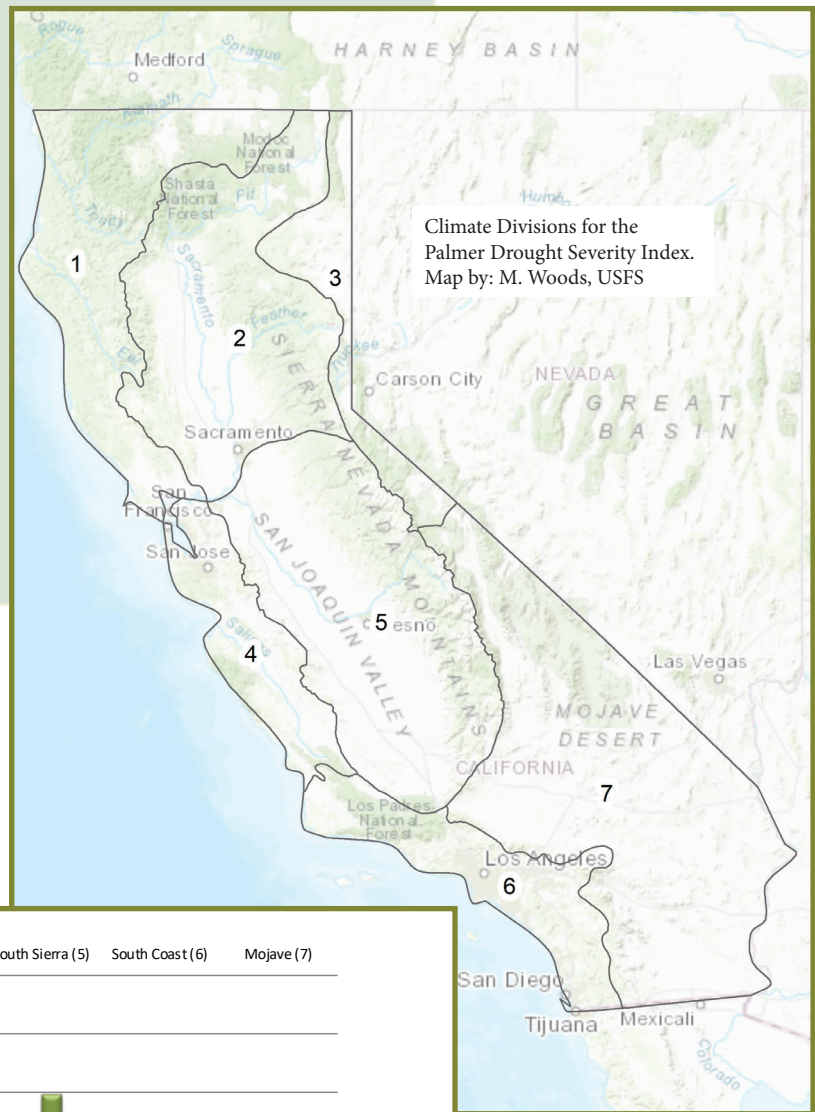 Rogue
Sprague
Medford
HARNEY BASIN
Klamath
Modoc
National
Forest
Shasta
National
Forest
Pit
Trinity
Climate Divisions for the
Palmer Drought Severity Index.
Map by: M. Woods, USFS
1
3
Sacramento
2
Feather
Eel
Truckee
SIERRA NEVADA MOUNTAINS
Carson City
NEVADA
GREAT
BASIN
Sacramento
San
Francisco
San Jose
SAN JOAQUIN VALLEY
5
Salinas
4
Las Vegas
MOJAVE
DESERT
CALIFORNIA
7
Los Padres
National
Forest
Los Angeles
6
outh Sierra (5) South Coast (6) Mojave (7)
San Diego
Tijuana
Mexicali
Colorado